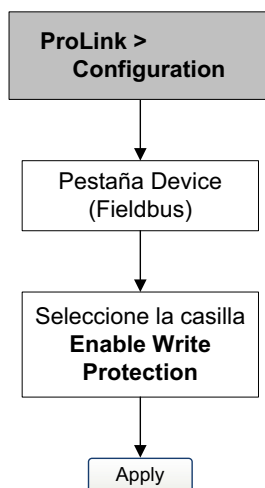 ProLink >
Configuration
Pestaña Device
(Fieldbus)
Seleccione la casilla
Enable Write
Protection
Apply